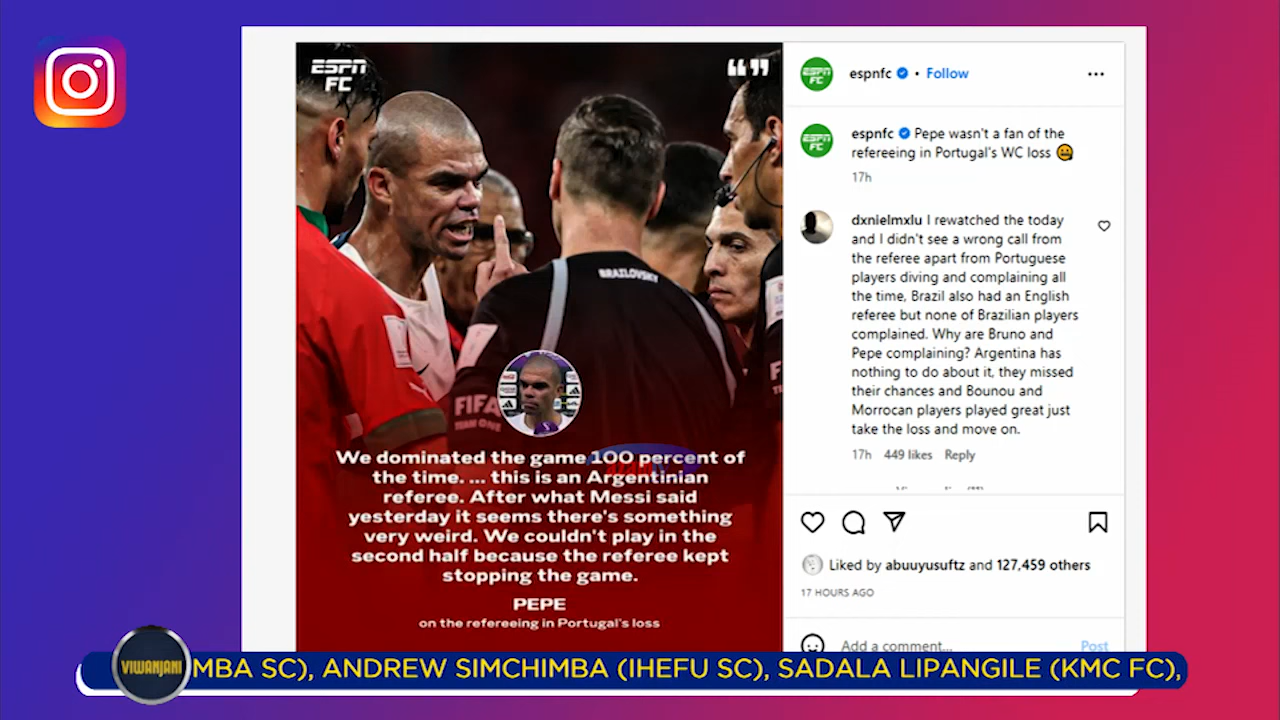 ESPN
FC
espnfc • Follow
espnfc Pepe wasn't a fan of the
refereeing in Portugal's WC loss
17h
dxnielmxlu I rewatched the today
and I didn't see a wrong call from
the referee apart from Portuguese
players diving and complaining all
the time, Brazil also had an English
referee but none of Brazilian players
complained. Why are Bruno and
Pepe complaining? Argentina has
nothing to do about it, they missed
their chances and Bounou and
Morrocan players played great just
take the loss and move on.
17h 449 likes Reply
BRAZLOVSKY
FIFA
TEAM ONE
We dominated the game 100 percent of
the time. ... this is an Argentinian
referee. After what Messi said
yesterday it seems there's something
very weird. We couldn't play in the
second half because the referee kept
stopping the game.
PEPE
on the refereeing in Portugal's loss
Liked by abuuyusuftz and 127,459 others
17 HOURS AGO
Add a comment... Post
VIWANJANI
MBA SC), ANDREW SIMCHIMBA (IHEFU SC), SADALA LIPANGILE (KMC FC),